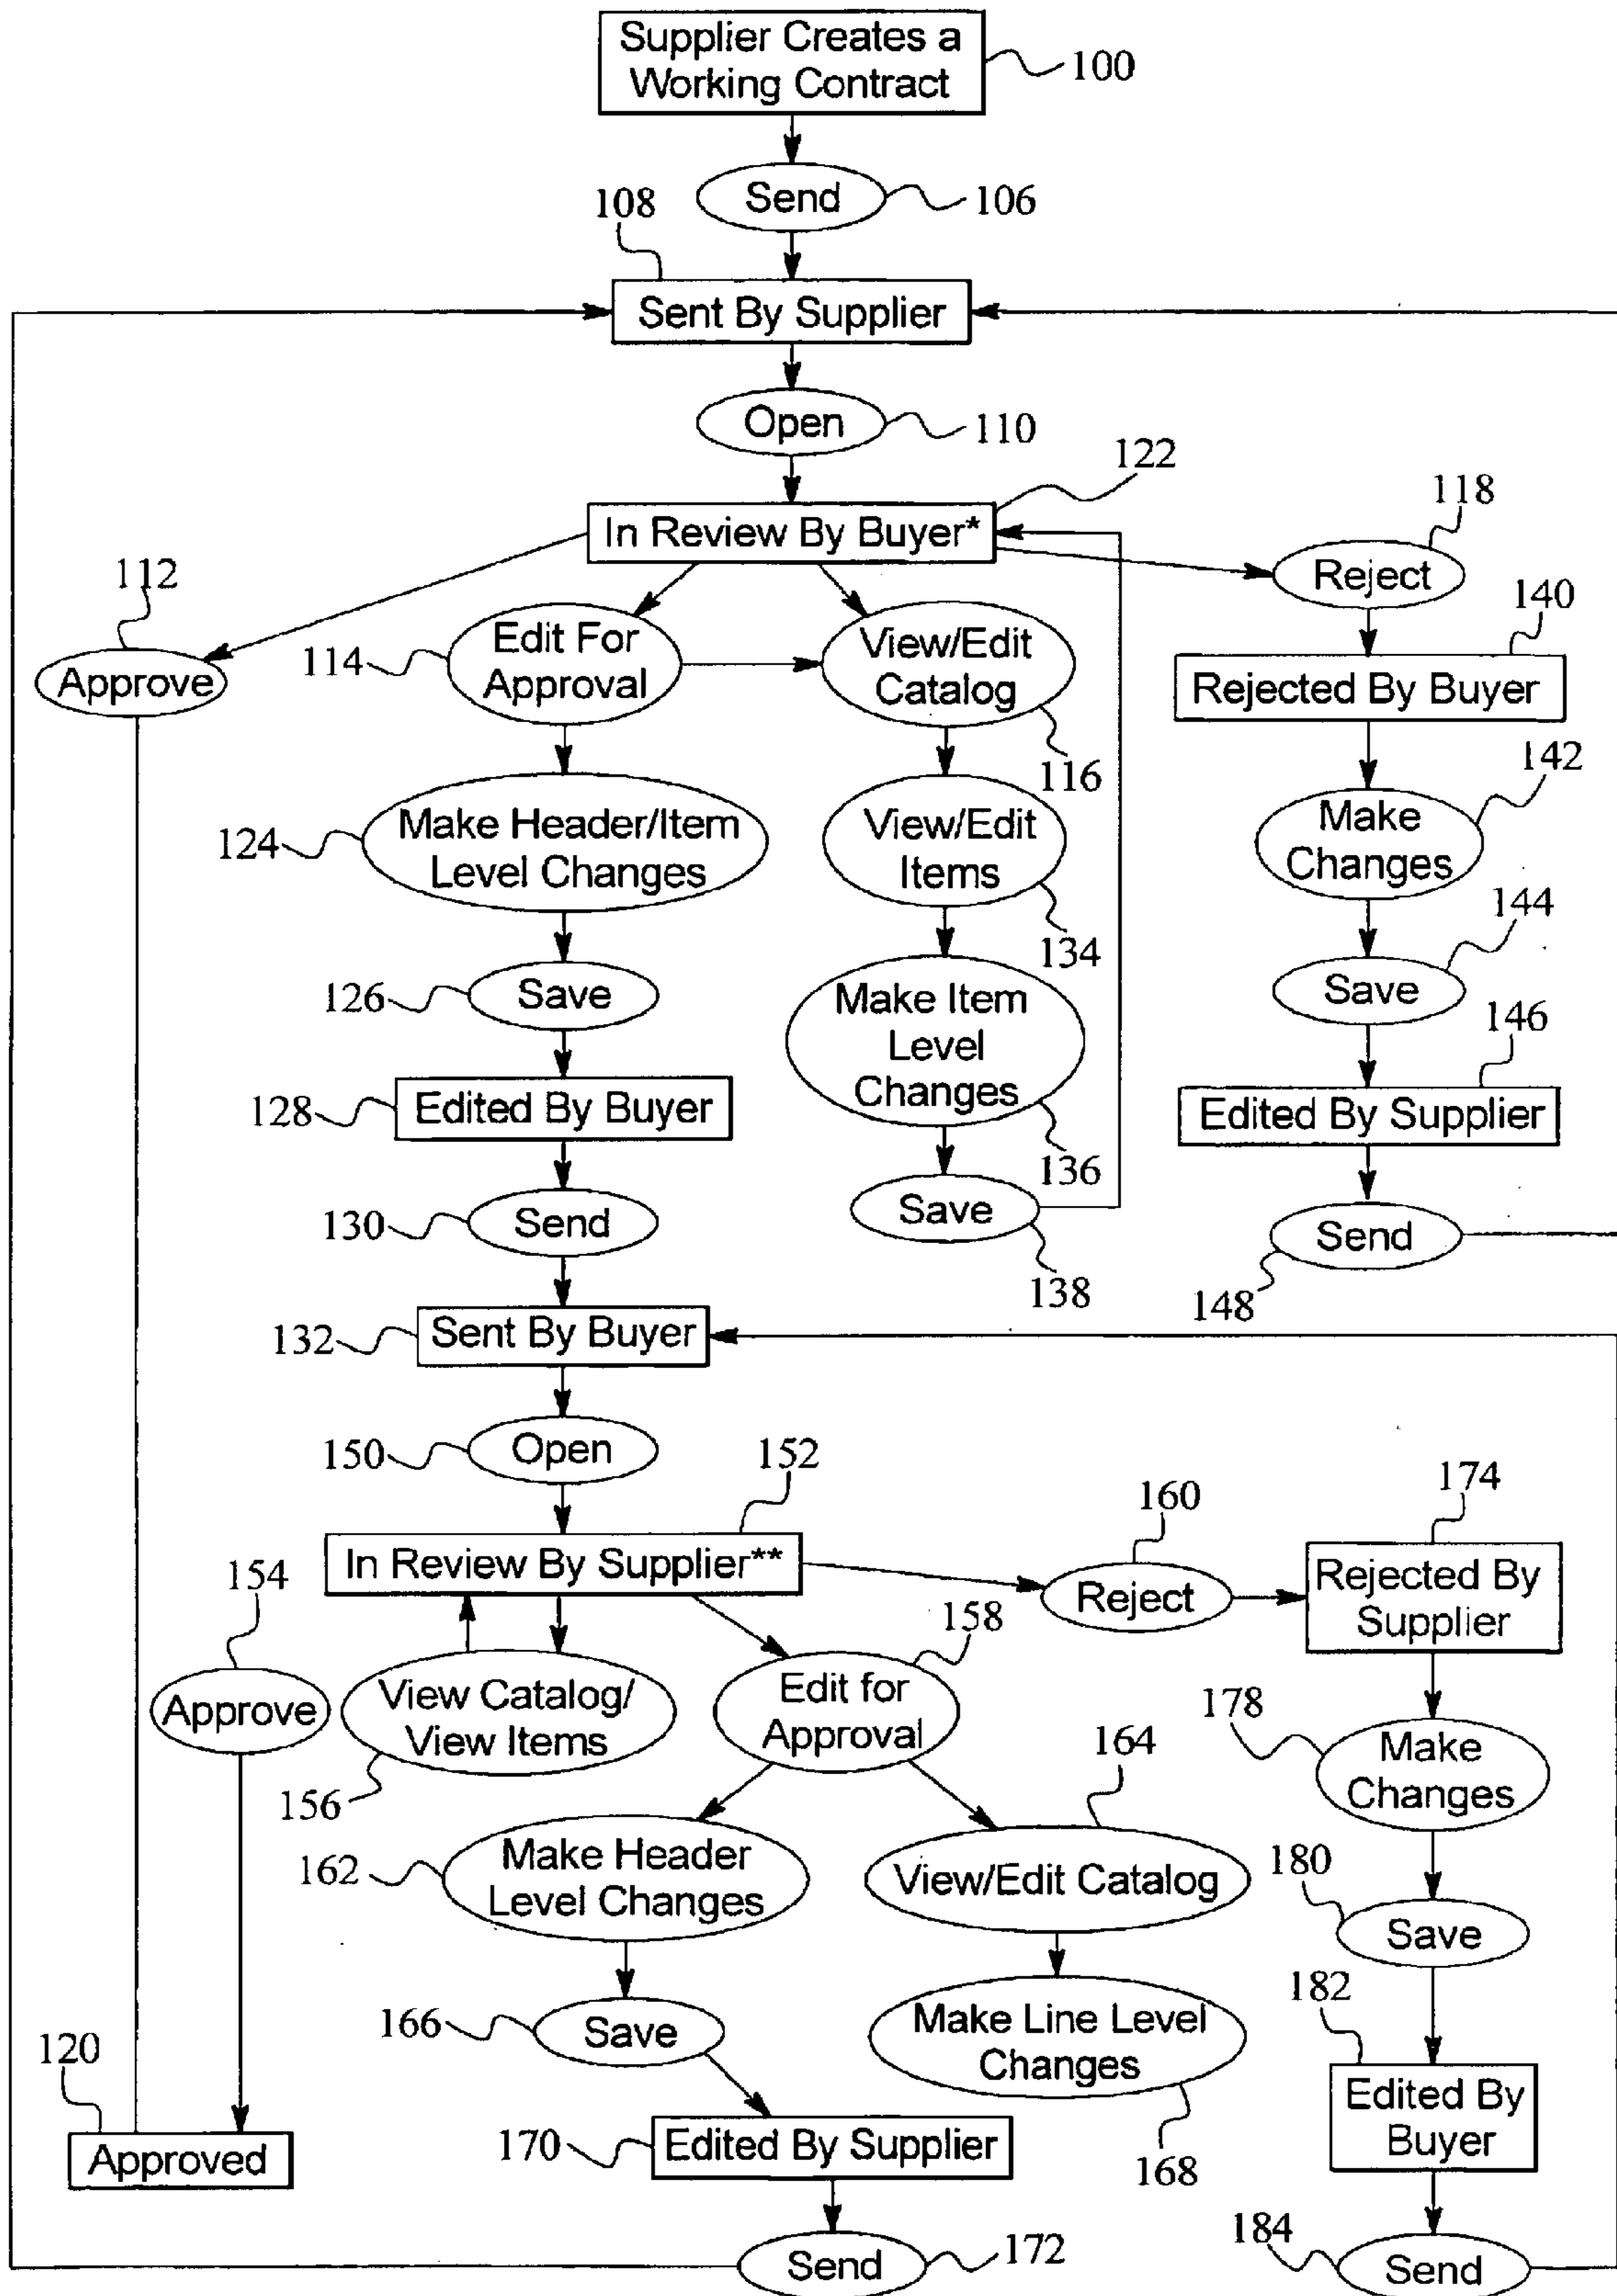 Supplier Creates a
Working Contract
100
Send
106
108
Sent By Supplier
Open
110
122
In Review By Buyer*
118
Reject
112
Approve
114
Edit For
Approval
View/Edit
Catalog
116
140
Rejected By Buyer
124
Make Header/Item
Level Changes
View/Edit
Items
134
142
Make
Changes
126
Save
Make Item
Level
Changes
136
144
Save
128
Edited By Buyer
146
Edited By Supplier
130
Send
Save
138
Send
148
132
Sent By Buyer
150
Open
152
In Review By Supplier**
160
Reject
174
Rejected By
Supplier
154
Approve
View Catalog/
View Items
156
158
Edit for
Approval
178
Make
Changes
162
Make Header
Level Changes
164
View/Edit Catalog
180
Save
166
Save
Make Line Level
Changes
168
182
Edited By
Buyer
120
Approved
170
Edited By Supplier
Send
172
184
Send